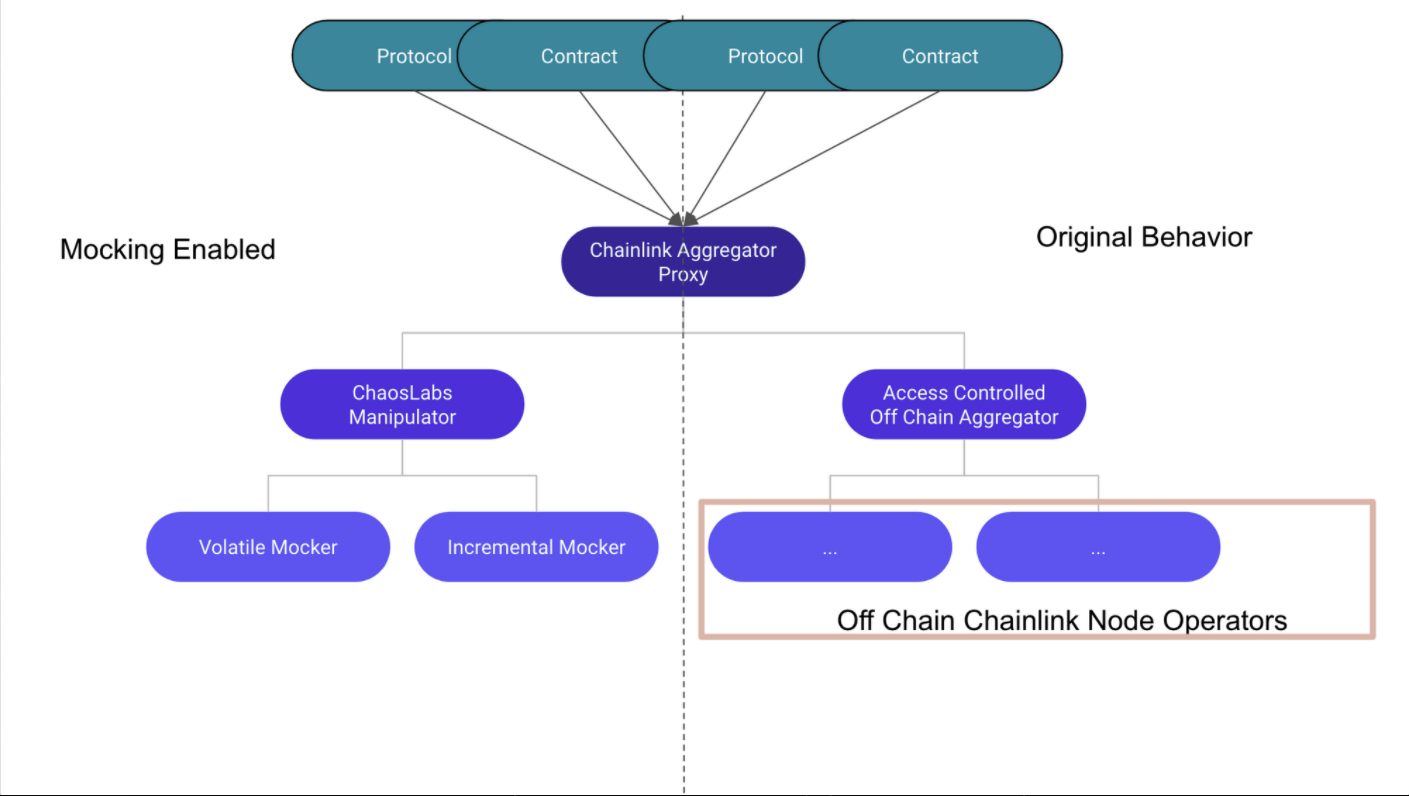 Protocol
Contract
Protocol
Contract
Mocking Enabled
Original Behavior
Chainlink Aggregator
Proxy
ChaosLabs
Manipulator
Access Controlled
Off Chain Aggregator
Volatile Mocker
Incremental Mocker
...
...
Off Chain Chainlink Node Operators